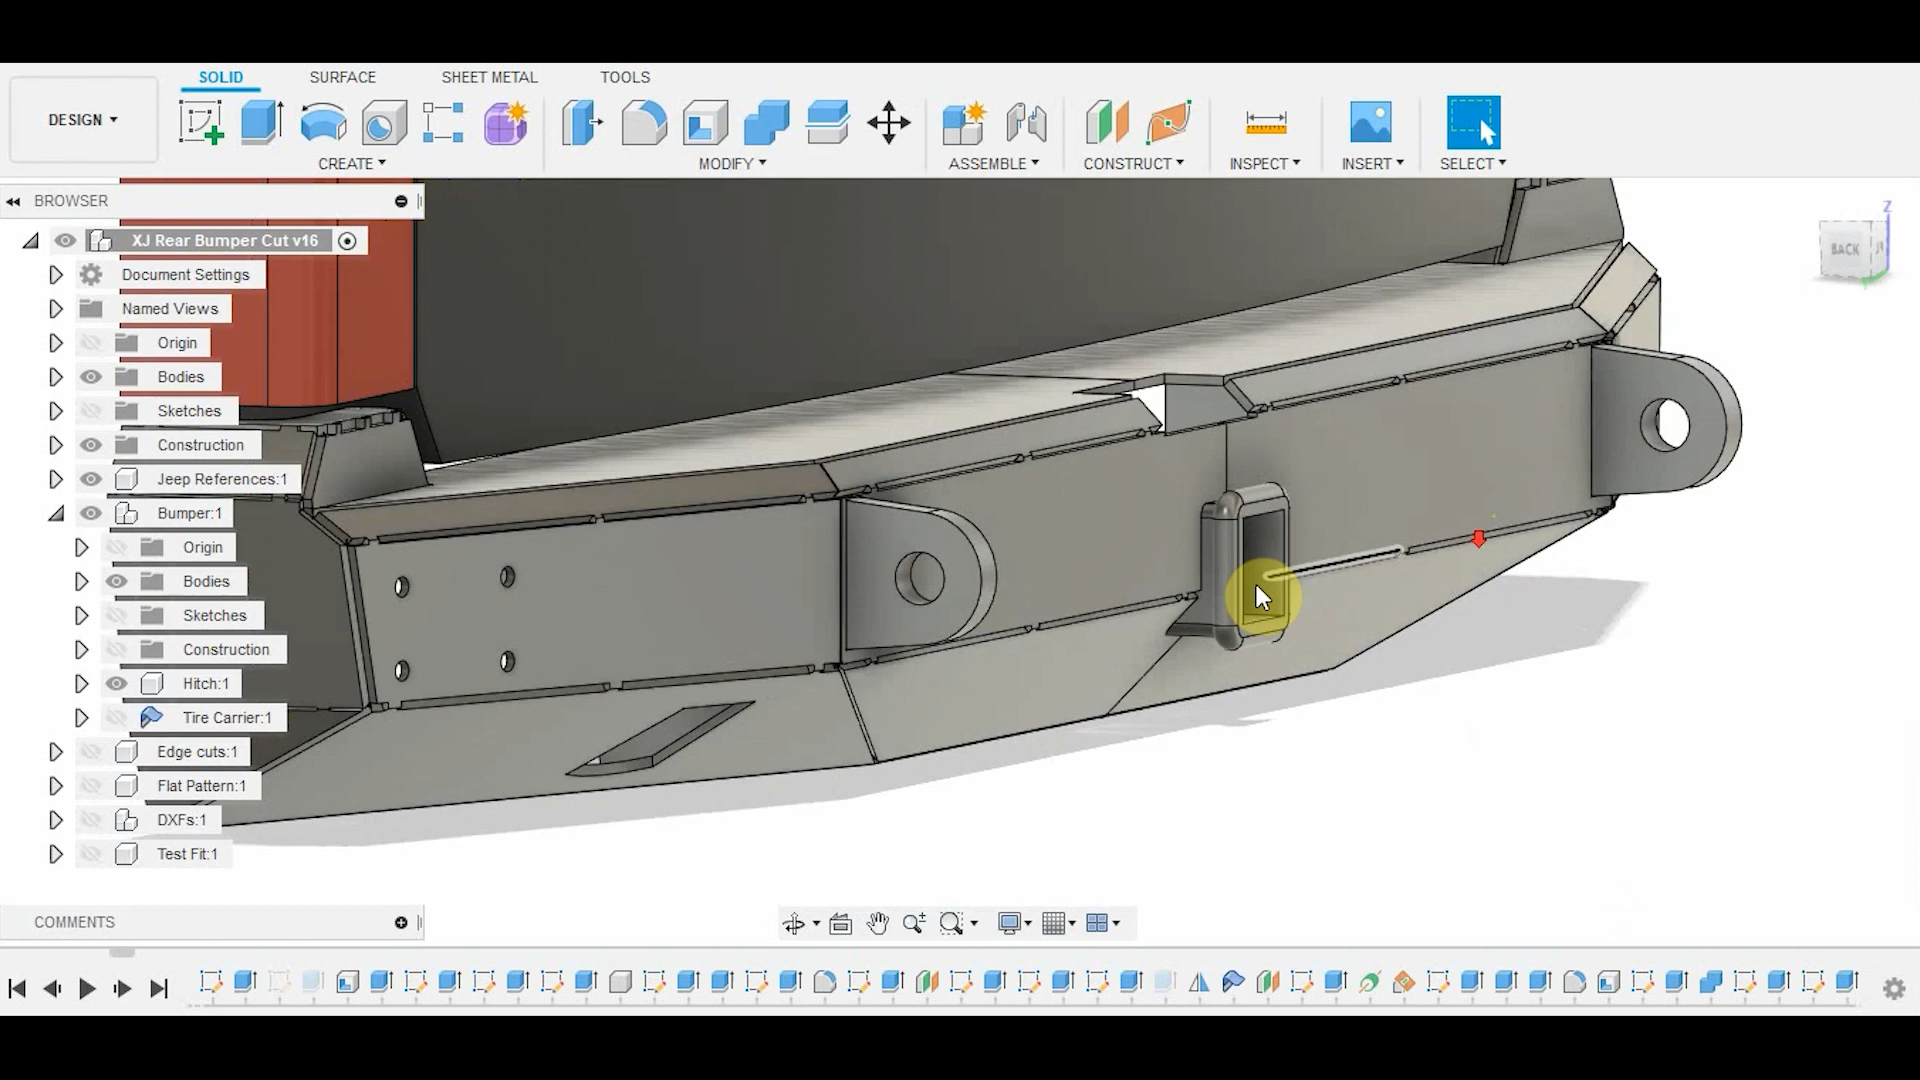 SOLID SURFACE SHEET METAL TOOLS
DESIGN
CREATE MODIFY ASSEMBLE CONSTRUCT INSPECT INSERT SELECT
BROWSER
XJ Rear Bumper Cut v16
Document Settings
Named Views
Origin
Bodies
Sketches
Construction
Jeep References:1
Bumper:1
Origin
Bodies
Sketches
Construction
Hitch:1
Tire Carrier:1
Edge cuts:1
Flat Pattern:1
DXFs:1
Test Fit:1
COMMENTS
Z
BACK